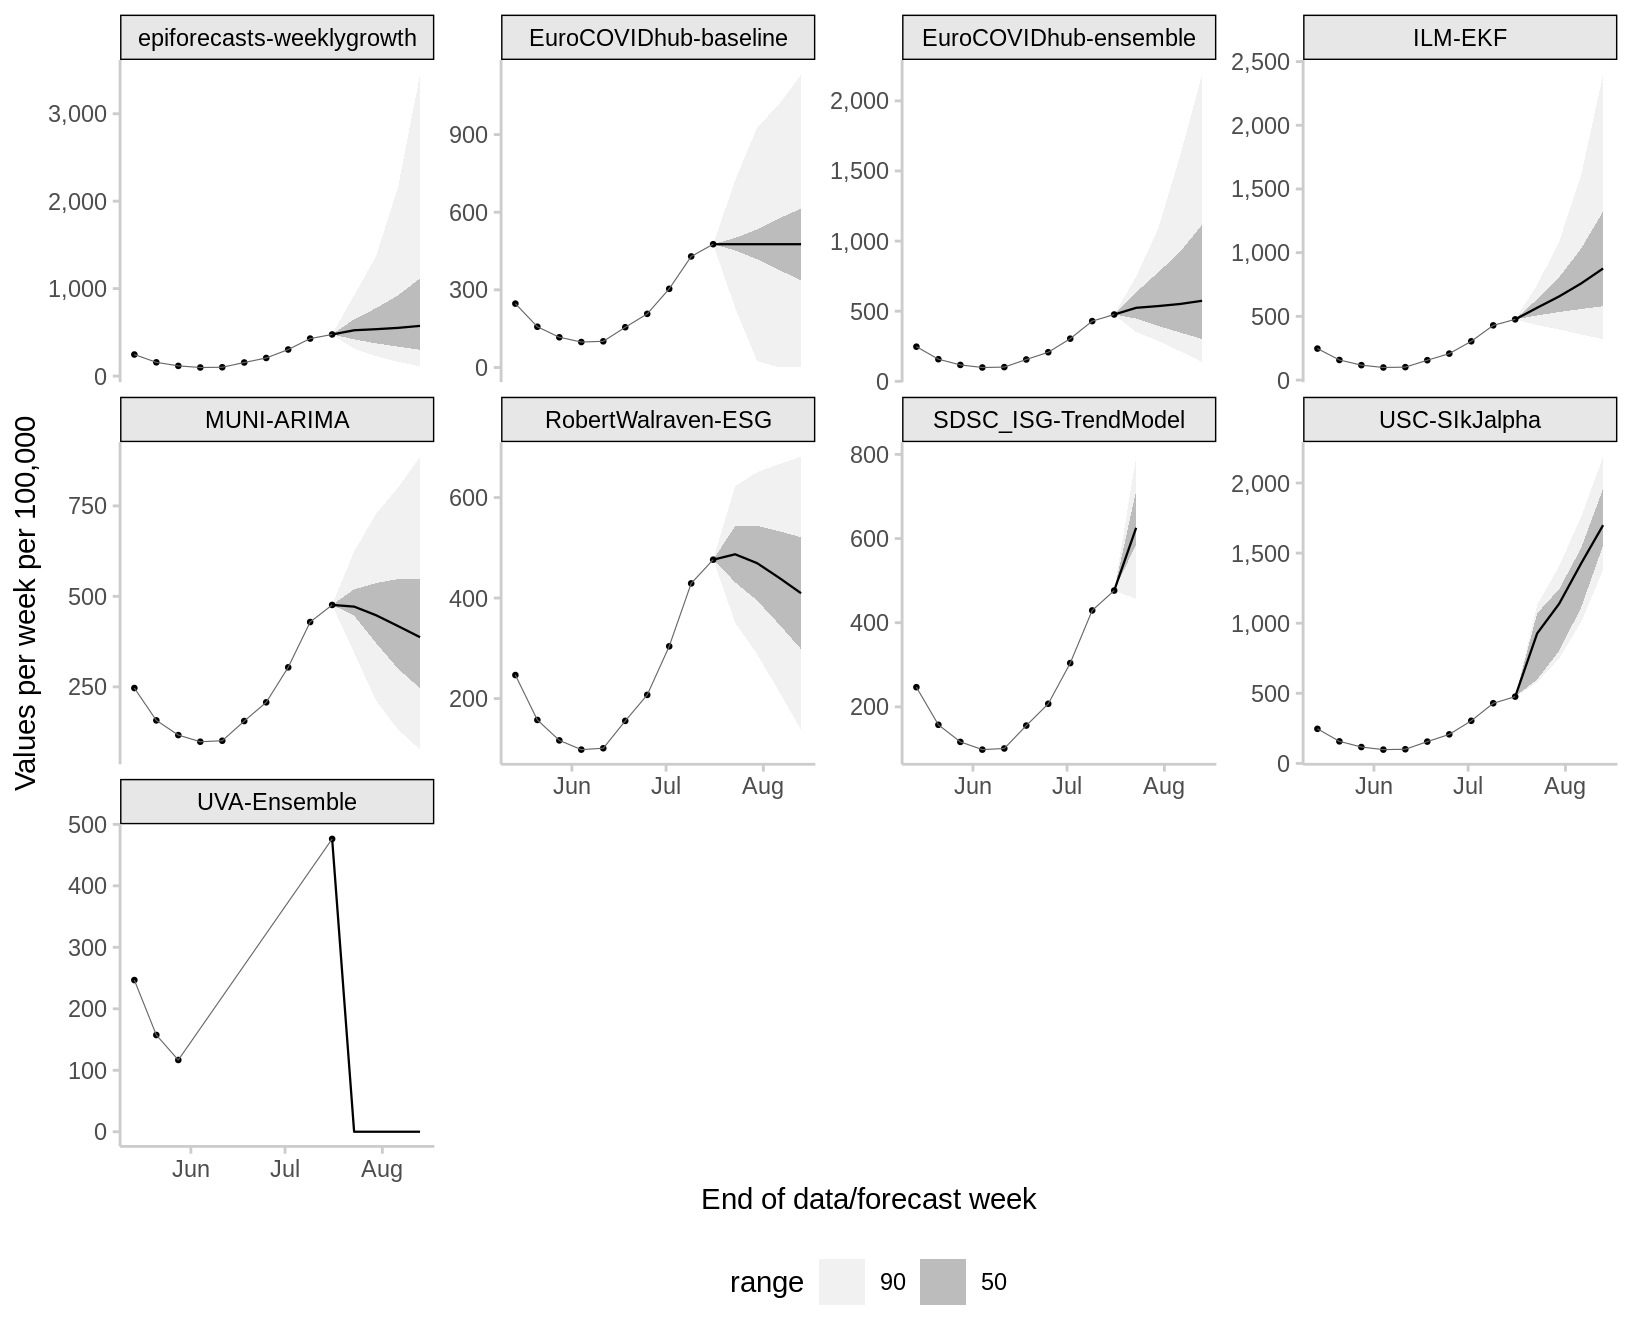 epiforecasts-weeklygrowth
EuroCOVIDhub-baseline
EuroCOVIDhub-ensemble
ILM-EKF
3,000
2,000
1,000
0
900
600
300
0
2,000
1,500
1,000
500
0
2,500
2,000
1,500
1,000
500
0
Values per week per 100,000
MUNI-ARIMA
RobertWalraven-ESG
SDSC_ISG-TrendModel
USC-SIkJalpha
750
500
250
600
400
200
Jun Jul Aug
800
600
400
200
Jun Jul Aug
2,000
1,500
1,000
500
0
Jun Jul Aug
UVA-Ensemble
500
400
300
200
100
0
Jun Jul Aug
End of data/forecast week
range 90 50